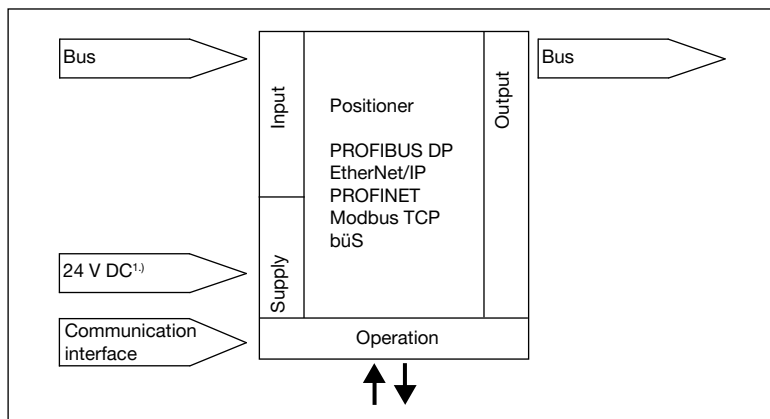 Bus
Input
Positioner
PROFIBUS DP
EtherNet/IP
PROFINET
Modbus TCP
büS
Output
Bus
24 V DC1.)
Supply
Communication
interface
Operation